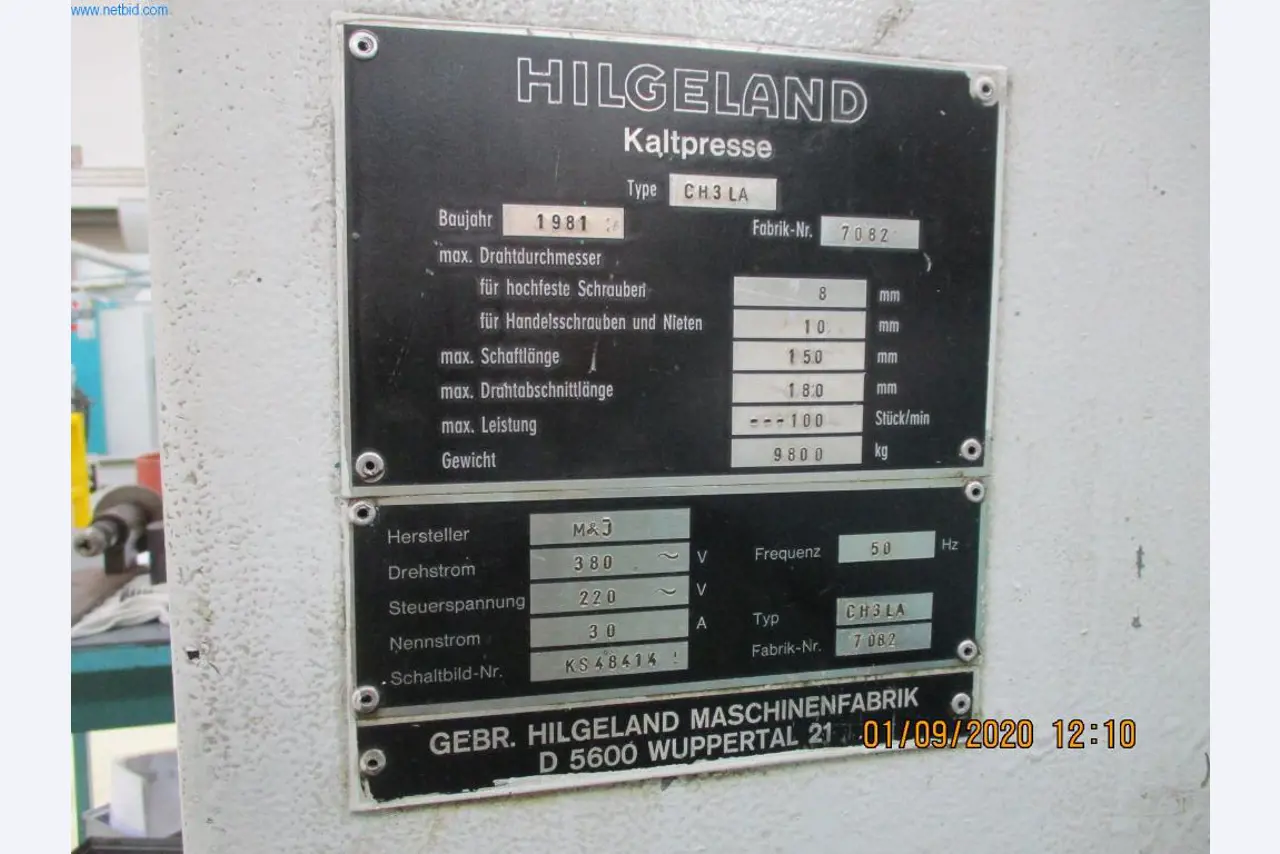 www.netbid.com
HILGELAND
Kaltpresse
Type CH3LA
Baujahr 1981 Fabrik-Nr. 7082
max. Drahtdurchmesser
für hochfeste Schrauben 8 mm
für Handelsschrauben und Nieten 10 mm
max. Schaftlänge 150 mm
max. Drahtabschnittlänge 180 mm
max. Leistung ---100 Stück/min
Gewicht 9800 kg
Hersteller M&J
Drehstrom 380 ~ V Frequenz 50 Hz
Steuerspannung 220 ~ V
Nennstrom 30 A Typ CH3LA
Schaltbild-Nr. KS48414 Fabrik-Nr. 7082
GEBR. HILGELAND MASCHINENFABRIK
D 5600 WUPPERTAL 21
01/09/2020 12:10